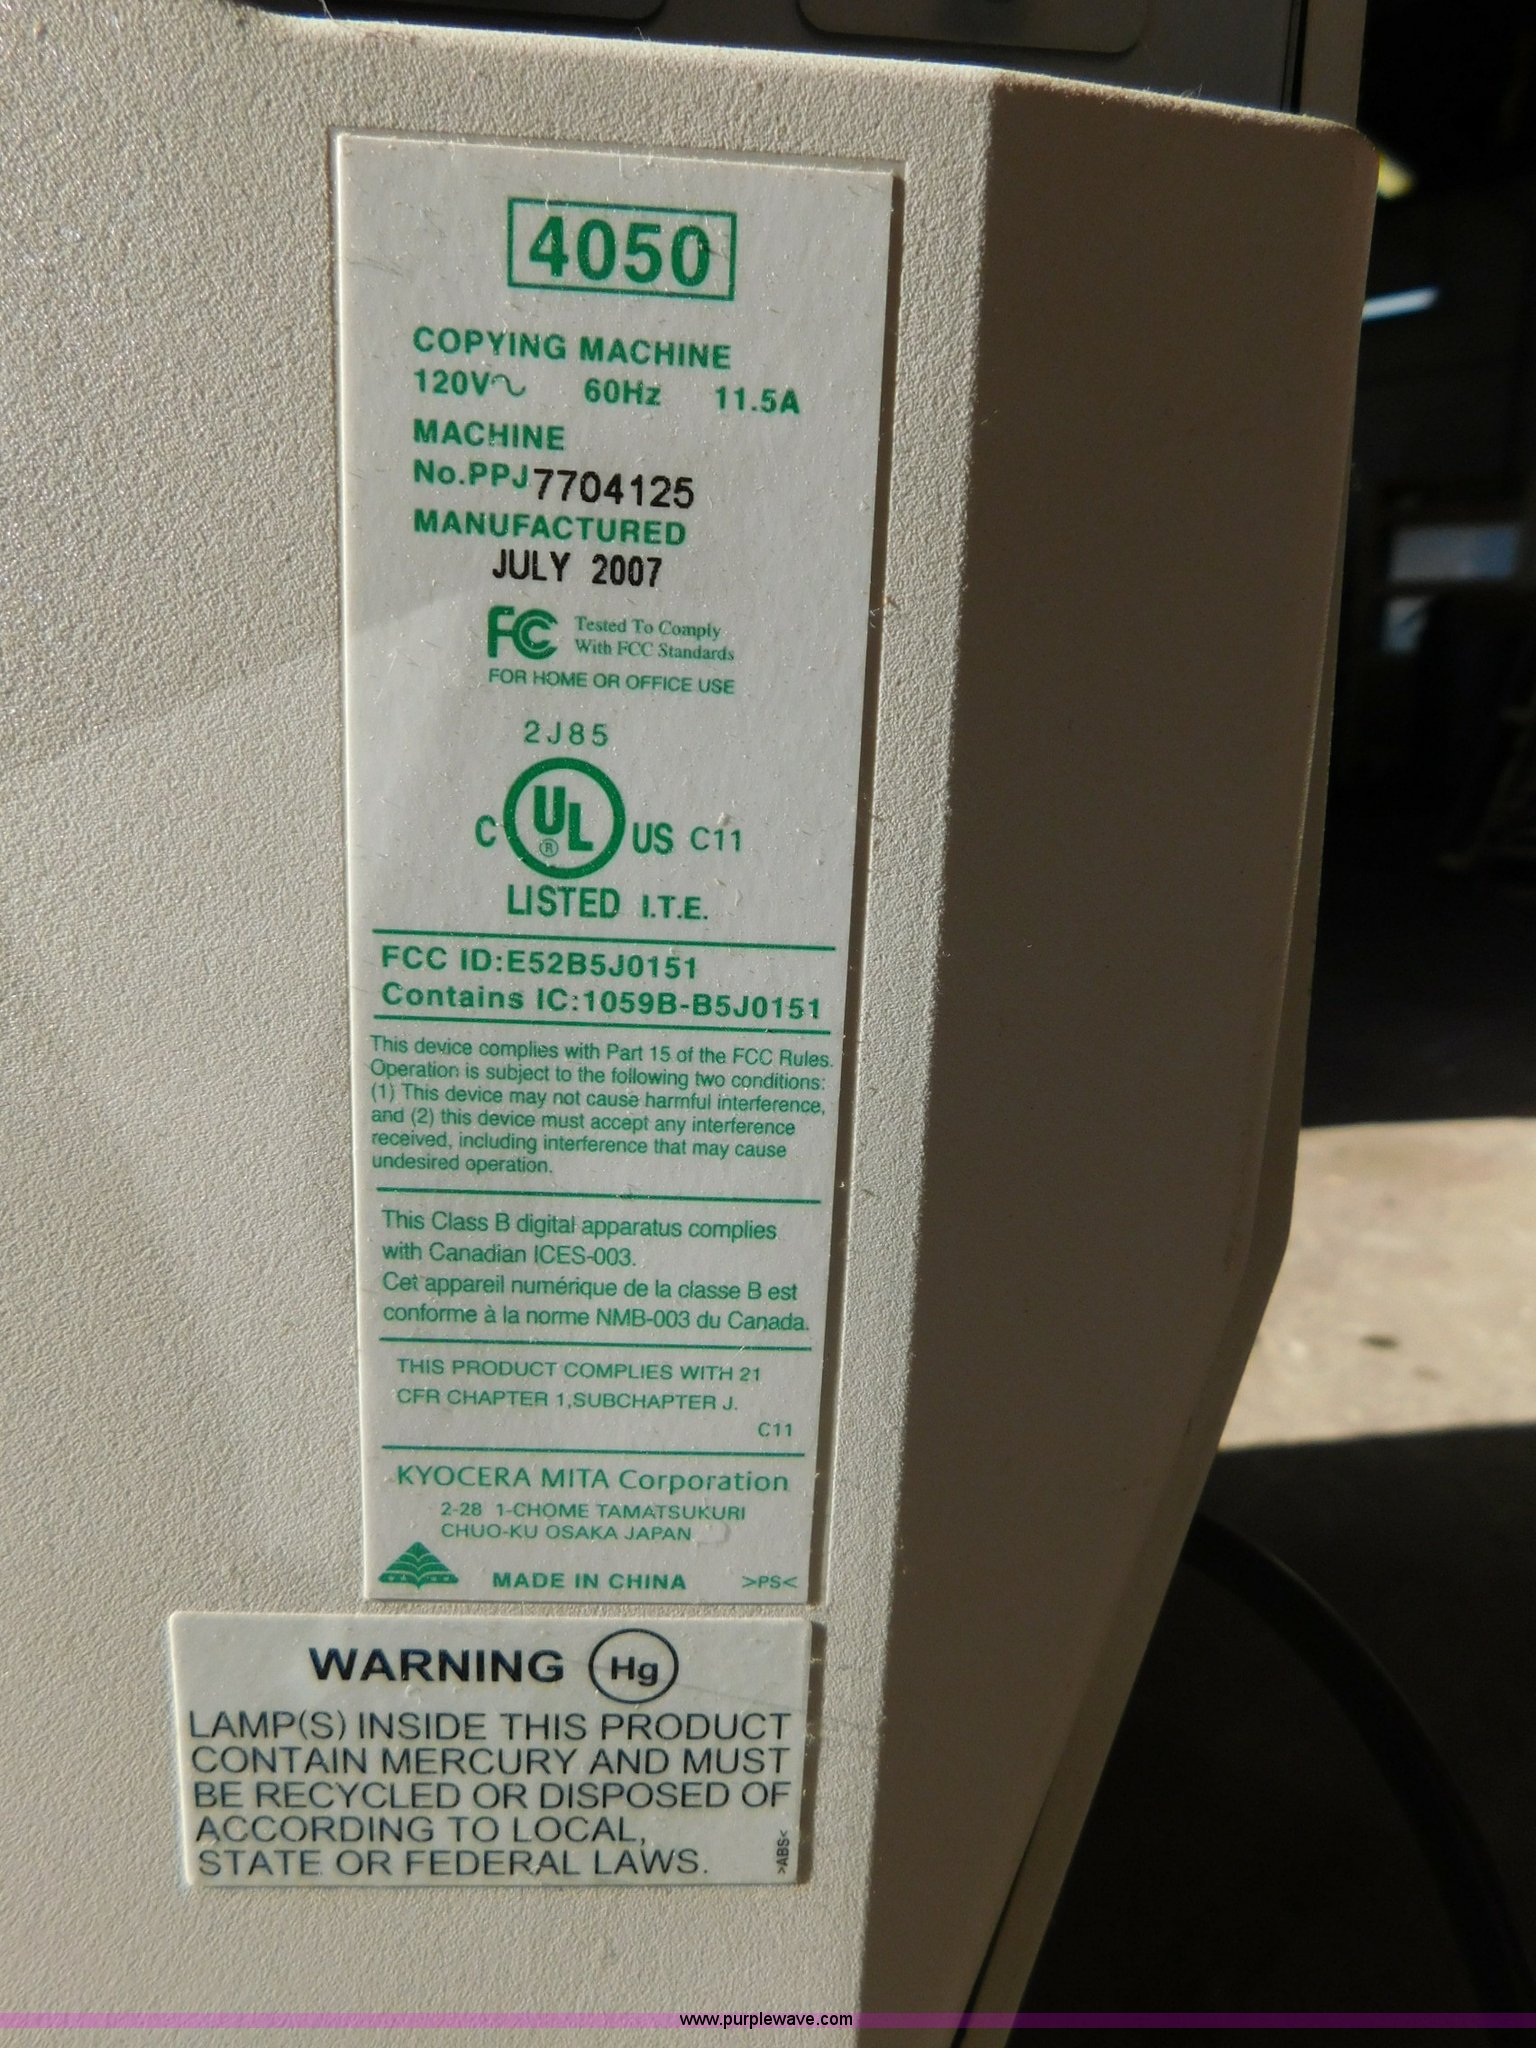 4050
COPYING MACHINE
120V~ 60Hz 11.5A
MACHINE
No.PPJ7704125
MANUFACTURED
JULY 2007
FC Tested To Comply
With FCC Standards
FOR HOME OR OFFICE USE
2J85
C UL® US C11
LISTED I.T.E.
FCC ID:E52B5J0151
Contains IC:1059B-B5J0151
This device complies with Part 15 of the FCC Rules.
Operation is subject to the following two conditions:
(1) This device may not cause harmful interference,
and (2) this device must accept any interference
received, including interference that may cause
undesired operation.
This Class B digital apparatus complies
with Canadian ICES-003.
Cet appareil numérique de la classe B est
conforme à la norme NMB-003 du Canada.
THIS PRODUCT COMPLIES WITH 21
CFR CHAPTER 1,SUBCHAPTER J.
C11
KYOCERA MITA Corporation
2-28 1-CHOME TAMATSUKURI
CHUO-KU OSAKA JAPAN
MADE IN CHINA >PS<
WARNING Hg
LAMP(S) INSIDE THIS PRODUCT
CONTAIN MERCURY AND MUST
BE RECYCLED OR DISPOSED OF
ACCORDING TO LOCAL,
STATE OR FEDERAL LAWS.
>ABS<
www.purplewave.com